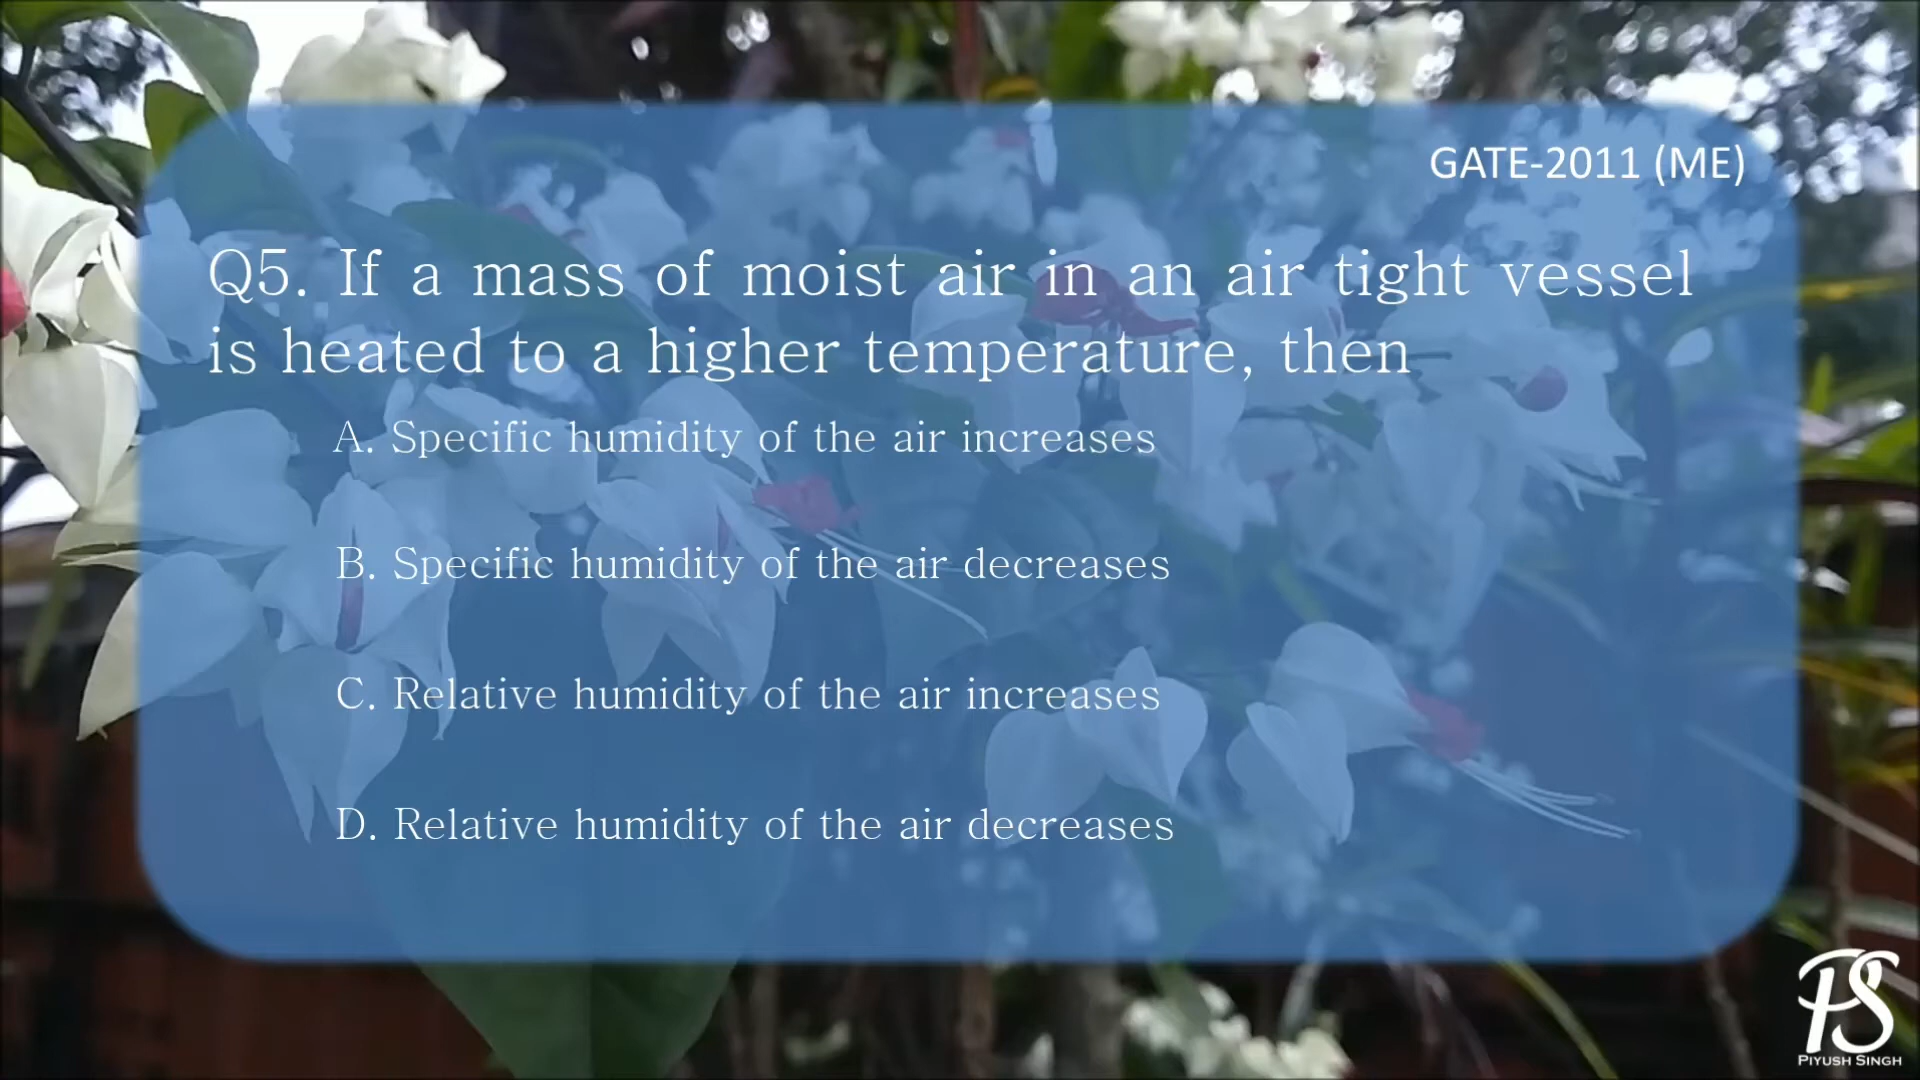 GATE-2011 (ME)
Q5. If a mass of moist air in an air tight vessel
is heated to a higher temperature, then
A. Specific humidity of the air increases
B. Specific humidity of the air decreases
C. Relative humidity of the air increases
D. Relative humidity of the air decreases
PS
PIYUSH SINGH